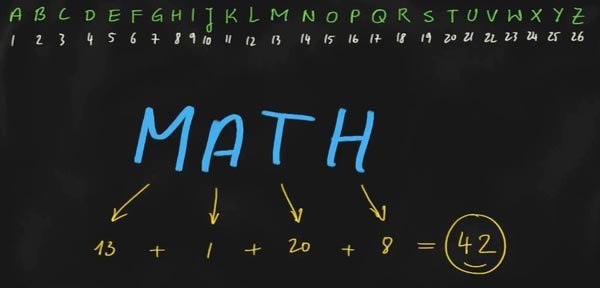 A B C D E F G H I J K L M N O P Q R S T U V W X Y Z
1 2 3 4 5 6 7 8 9 10 11 12 13 14 15 16 17 18 19 20 21 22 23 24 25 26
MATH
13 + 1 + 20 + 8 = 42